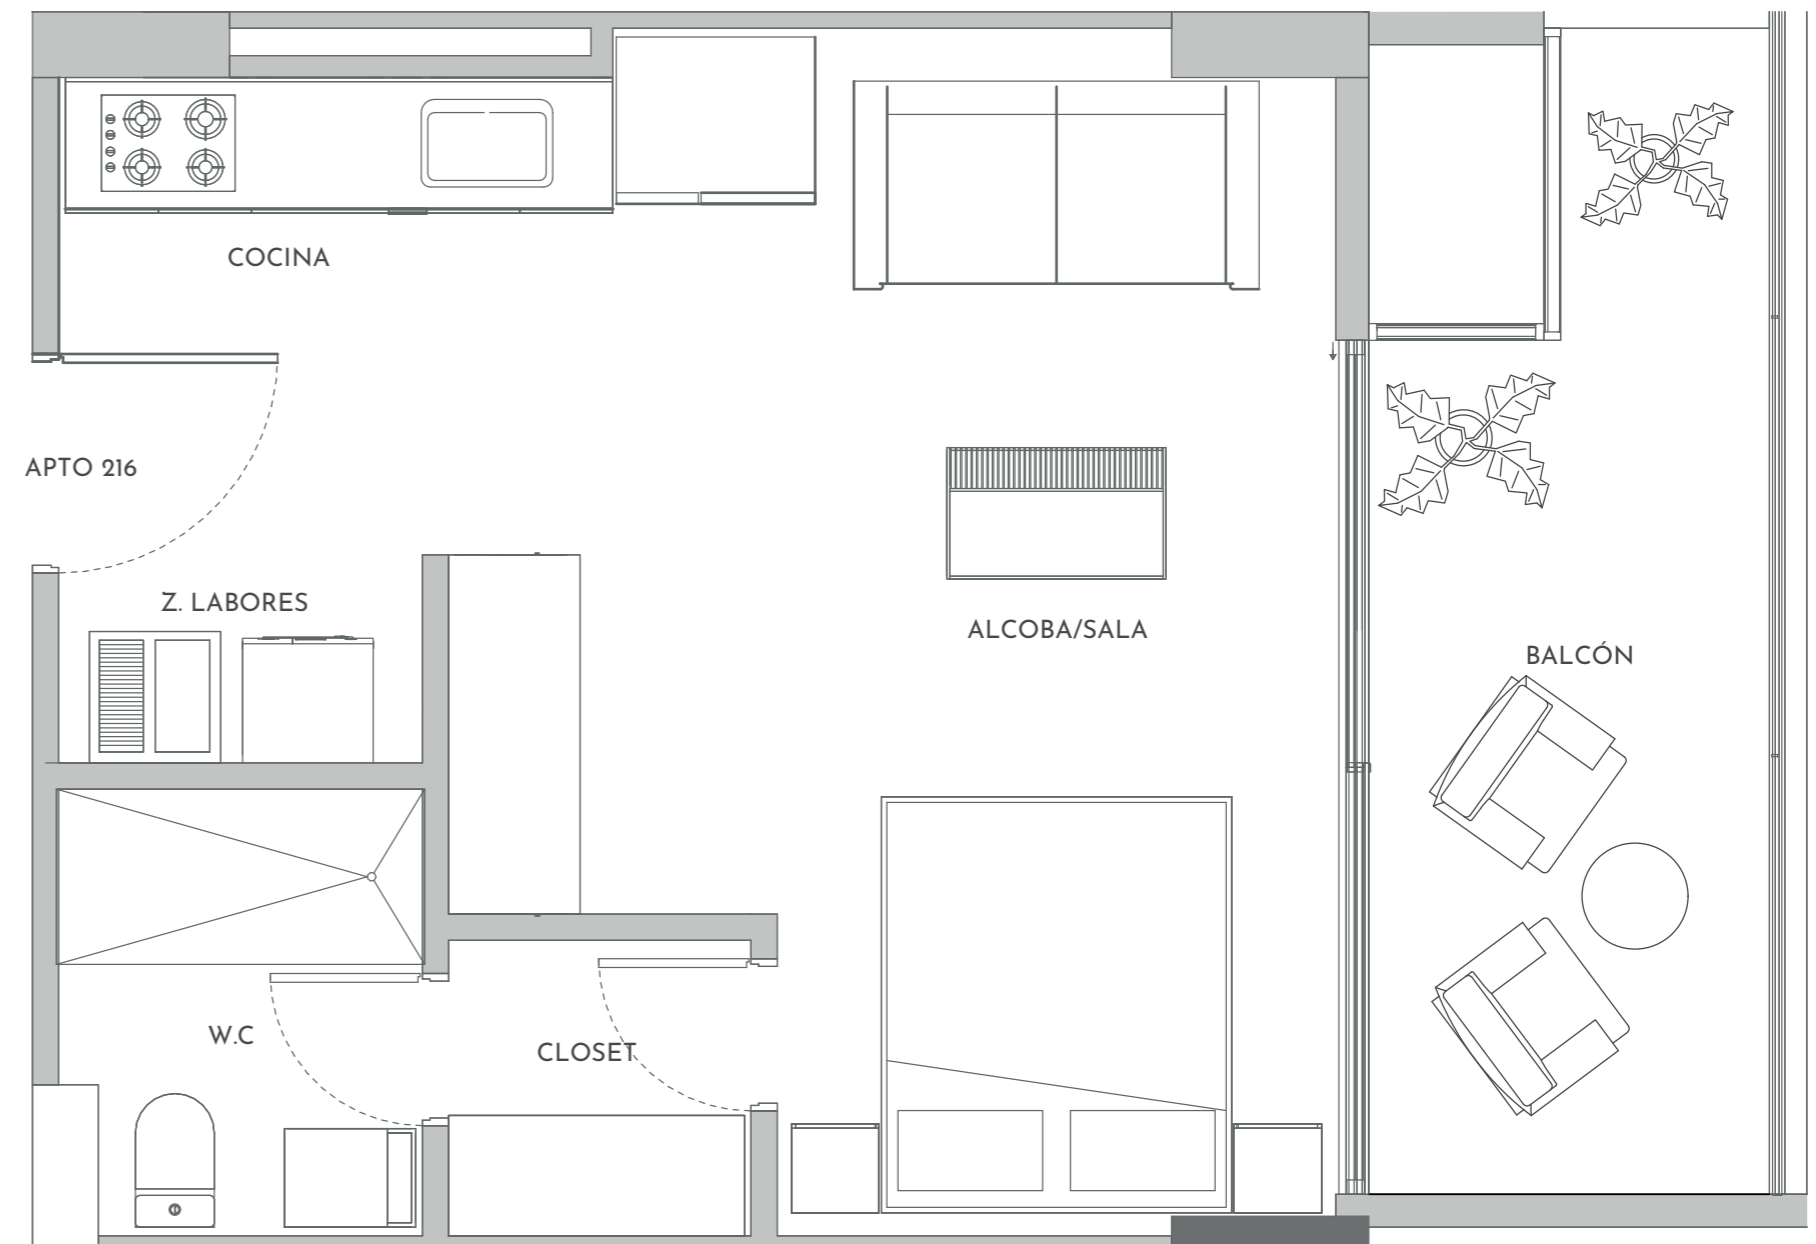 COCINA
APTO 216
Z. LABORES
ALCOBA/SALA
BALCÓN
W.C
CLOSET